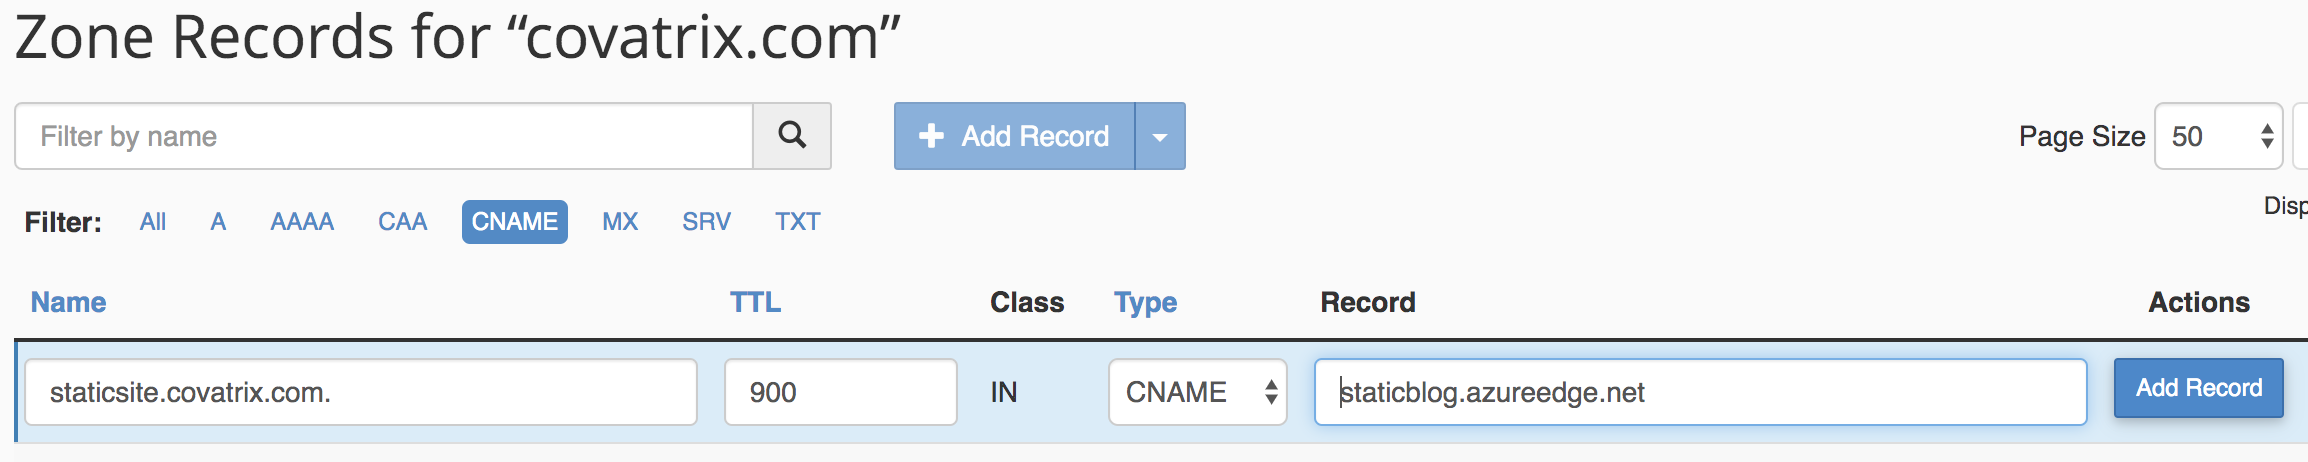 Zone Records for “covatrix.com”
Filter by name Add Record Page Size 50
Filter: All A AAAA CAA CNAME MX SRV TXT Disp
Name TTL Class Type Record Actions
staticsite.covatrix.com. 900 IN CNAME staticblog.azureedge.net Add Record